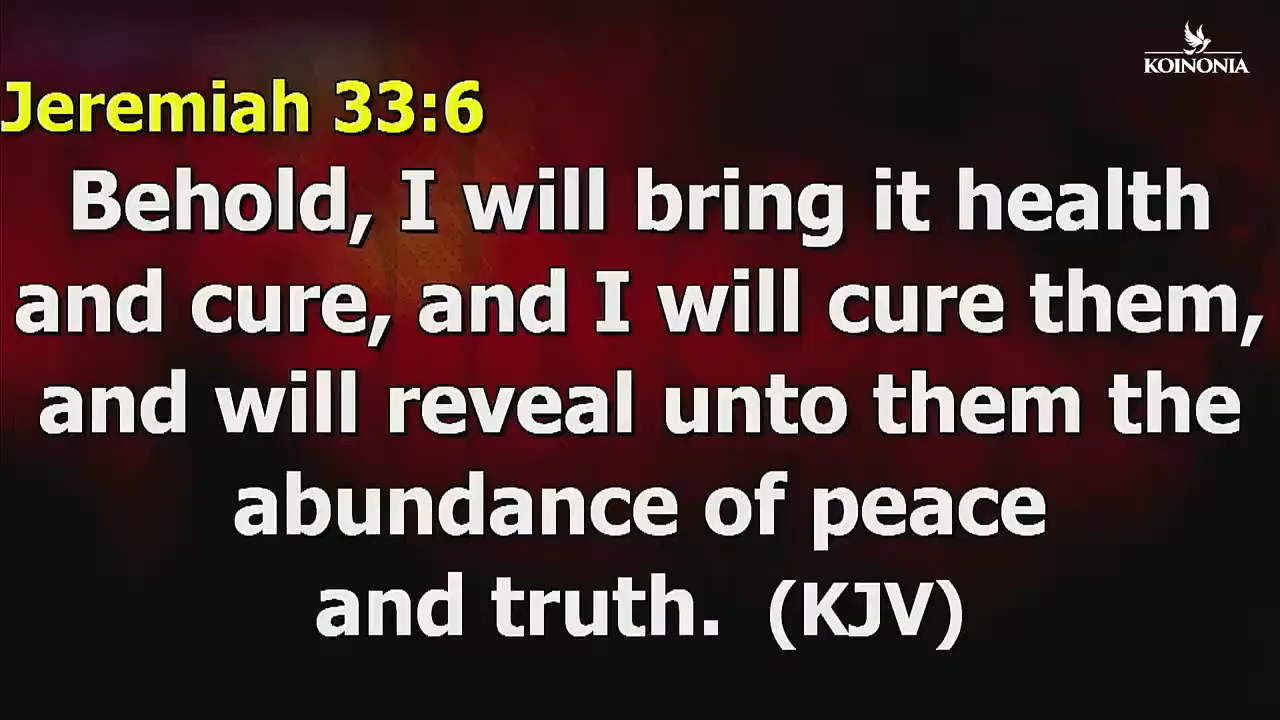 KOINONIA
Jeremiah 33:6
Behold, I will bring it health
and cure, and I will cure them,
and will reveal unto them the
abundance of peace
and truth. (KJV)